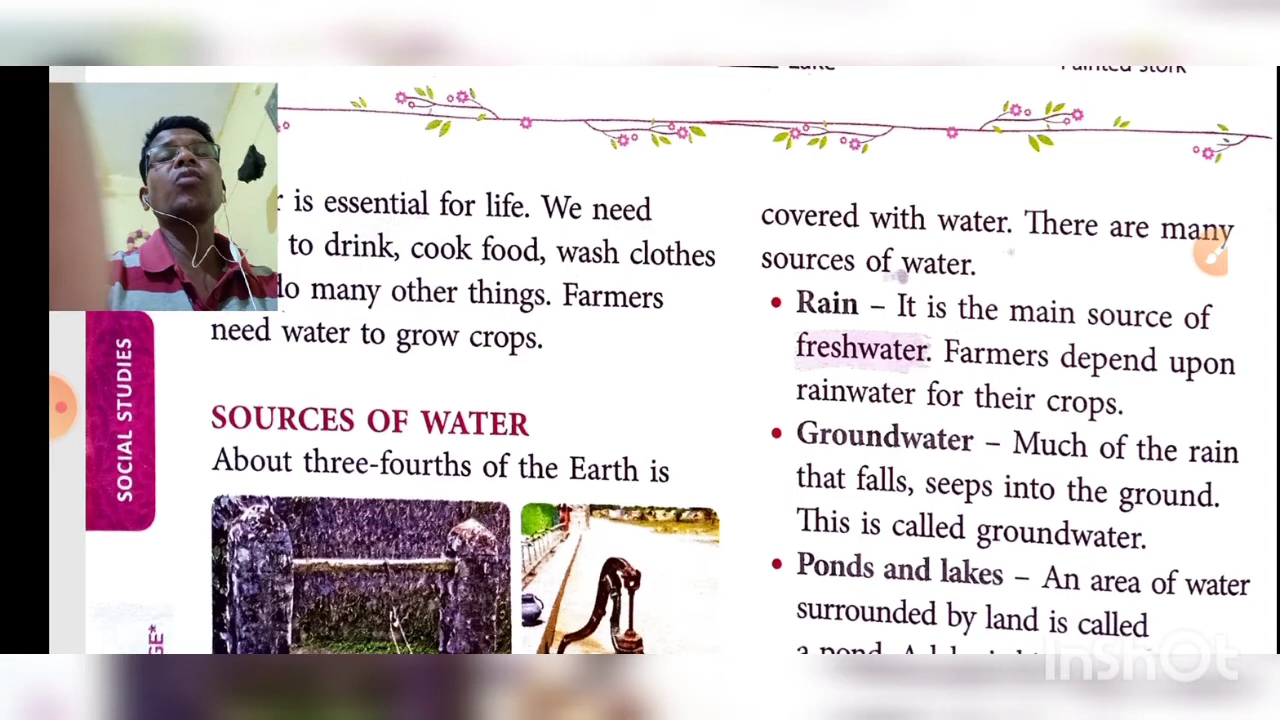 Painted stork
is essential for life. We need
to drink, cook food, wash clothes
do many other things. Farmers
need water to grow crops.
SOURCES OF WATER
About three-fourths of the Earth is
covered with water. There are many
sources of water.
• Rain – It is the main source of
freshwater. Farmers depend upon
rainwater for their crops.
• Groundwater – Much of the rain
that falls, seeps into the ground.
This is called groundwater.
• Ponds and lakes – An area of water
surrounded by land is called
a pond.
SOCIAL STUDIES
InShOt